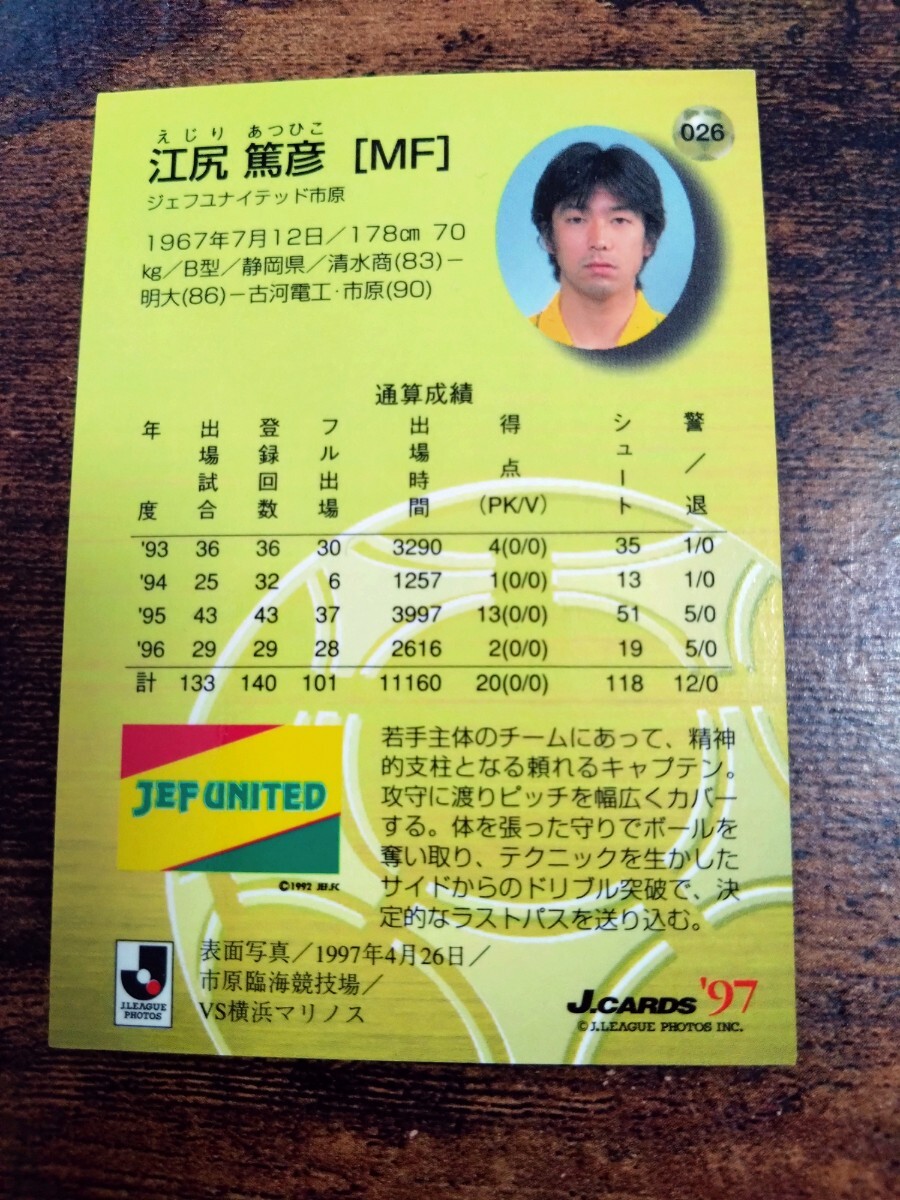 えじり あつひこ
江尻 篤彦 [MF]
026
ジェフユナイテッド市原
1967年7月12日／178㎝ 70
㎏／B型／静岡県／清水商(83)−
明大(86)−古河電工･市原(90)
通算成績
年度 出場試合 登録回数 フル出場 出場時間 得点(PK/V) シュート 警/退
'93 36 36 30 3290 4(0/0) 35 1/0
'94 25 32 6 1257 1(0/0) 13 1/0
'95 43 43 37 3997 13(0/0) 51 5/0
'96 29 29 28 2616 2(0/0) 19 5/0
計 133 140 101 11160 20(0/0) 118 12/0
JEF UNITED
©1992 JEF.FC
若手主体のチームにあって、精神
的支柱となる頼れるキャプテン。
攻守に渡りピッチを幅広くカバー
する。体を張った守りでボールを
奪い取り、テクニックを生かした
サイドからのドリブル突破で、決
定的なラストパスを送り込む。
J.LEAGUE
PHOTOS
表面写真／1997年4月26日／
市原臨海競技場／
VS横浜マリノス
J.CARDS '97
©J.LEAGUE PHOTOS INC.